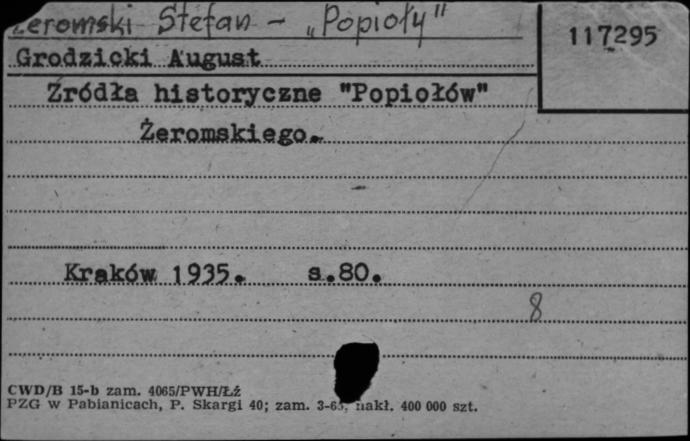 Żeromski Stefan - „Popioły"
117295
Grodzicki August
Źródła historyczne "Popiołów"
Żeromskiego.
Kraków 1935. s.80.
8
CWD/B 15-b zam. 4065/PWH/Łź
PZG w Pabianicach, P. Skargi 40; zam. nakł. 400 000 szt.